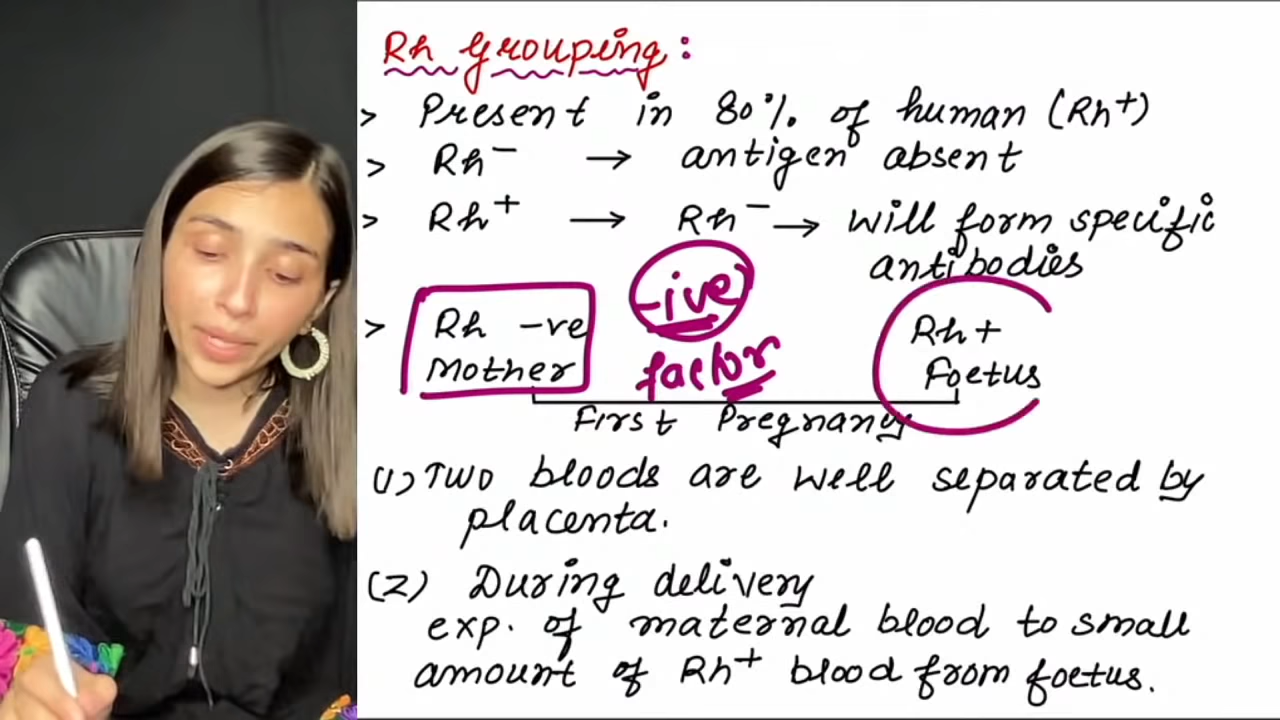 Rh grouping:
> Present in 80% of human (Rh+)
> Rh- → antigen absent
> Rh+ → Rh- → will form specific
antibodies
-ive
factor
> Rh -ve
Mother
Rh+
Foetus
First Pregnancy
(1) Two bloods are well separated by
placenta.
(2) During delivery
exp. of maternal blood to small
amount of Rh+ blood from foetus.